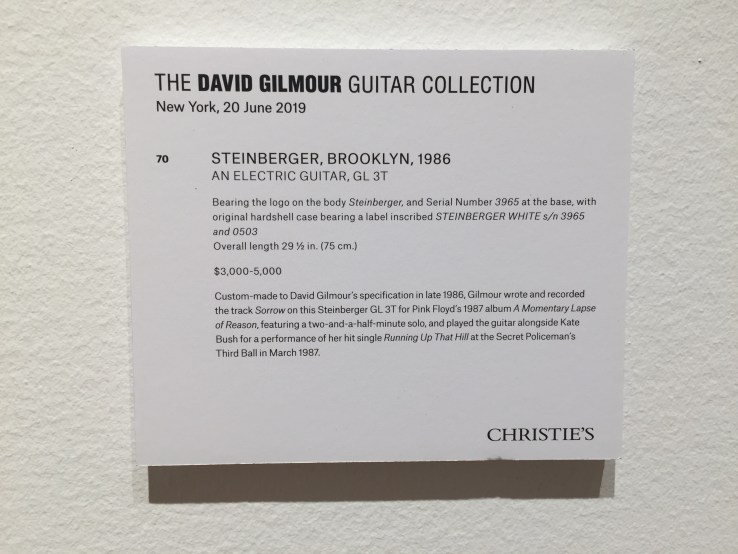 THE DAVID GILMOUR GUITAR COLLECTION
New York, 20 June 2019
70 STEINBERGER, BROOKLYN, 1986
AN ELECTRIC GUITAR, GL 3T
Bearing the logo on the body Steinberger, and Serial Number 3965 at the base, with
original hardshell case bearing a label inscribed STEINBERGER WHITE s/n 3965
and 0503
Overall length 29 ½ in. (75 cm.)
$3,000-5,000
Custom-made to David Gilmour's specification in late 1986, Gilmour wrote and recorded
the track Sorrow on this Steinberger GL 3T for Pink Floyd's 1987 album A Momentary Lapse
of Reason, featuring a two-and-a-half-minute solo, and played the guitar alongside Kate
Bush for a performance of her hit single Running Up That Hill at the Secret Policeman's
Third Ball in March 1987.
CHRISTIE'S